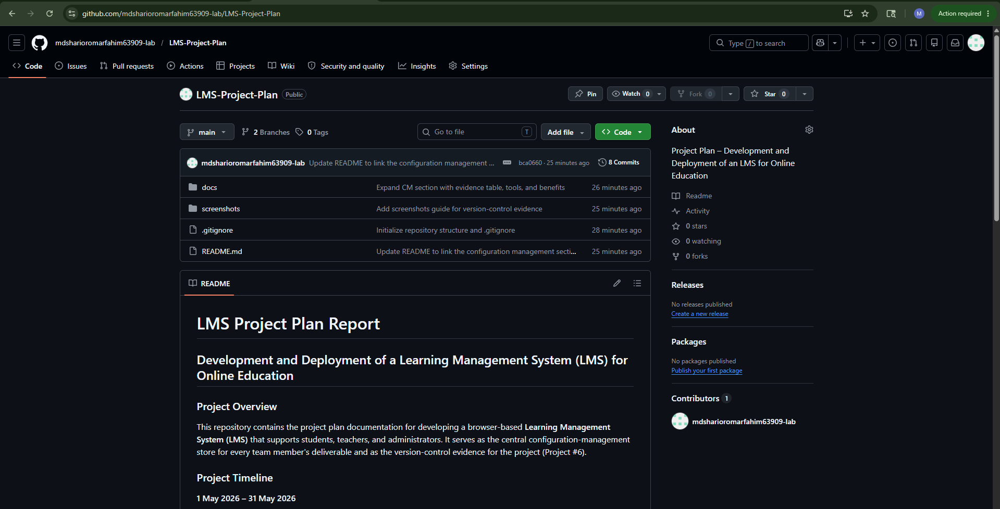 github.com/mdsharioromarfahim63909-lab/LMS-Project-Plan
M
Action required
mdsharioromarfahim63909-lab / LMS-Project-Plan
Type / to search
Code Issues Pull requests Actions Projects Wiki Security and quality Insights Settings
LMS-Project-Plan Public
Pin Watch 0 Fork 0 Star 0
main 2 Branches 0 Tags
Go to file T Add file Code
mdsharioromarfahim63909-lab Update README to link the configuration management ... bca0660 · 25 minutes ago 8 Commits
docs Expand CM section with evidence table, tools, and benefits 26 minutes ago
screenshots Add screenshots guide for version-control evidence 25 minutes ago
.gitignore Initialize repository structure and .gitignore 28 minutes ago
README.md Update README to link the configuration management secti... 25 minutes ago
README
LMS Project Plan Report
Development and Deployment of a Learning Management System (LMS) for
Online Education
Project Overview
This repository contains the project plan documentation for developing a browser-based Learning Management
System (LMS) that supports students, teachers, and administrators. It serves as the central configuration-management
store for every team member's deliverable and as the version-control evidence for the project (Project #6).
Project Timeline
1 May 2026 – 31 May 2026
About
Project Plan – Development and
Deployment of an LMS for Online
Education
Readme
Activity
0 stars
0 watching
0 forks
Releases
No releases published
Create a new release
Packages
No packages published
Publish your first package
Contributors 1
mdsharioromarfahim63909-lab